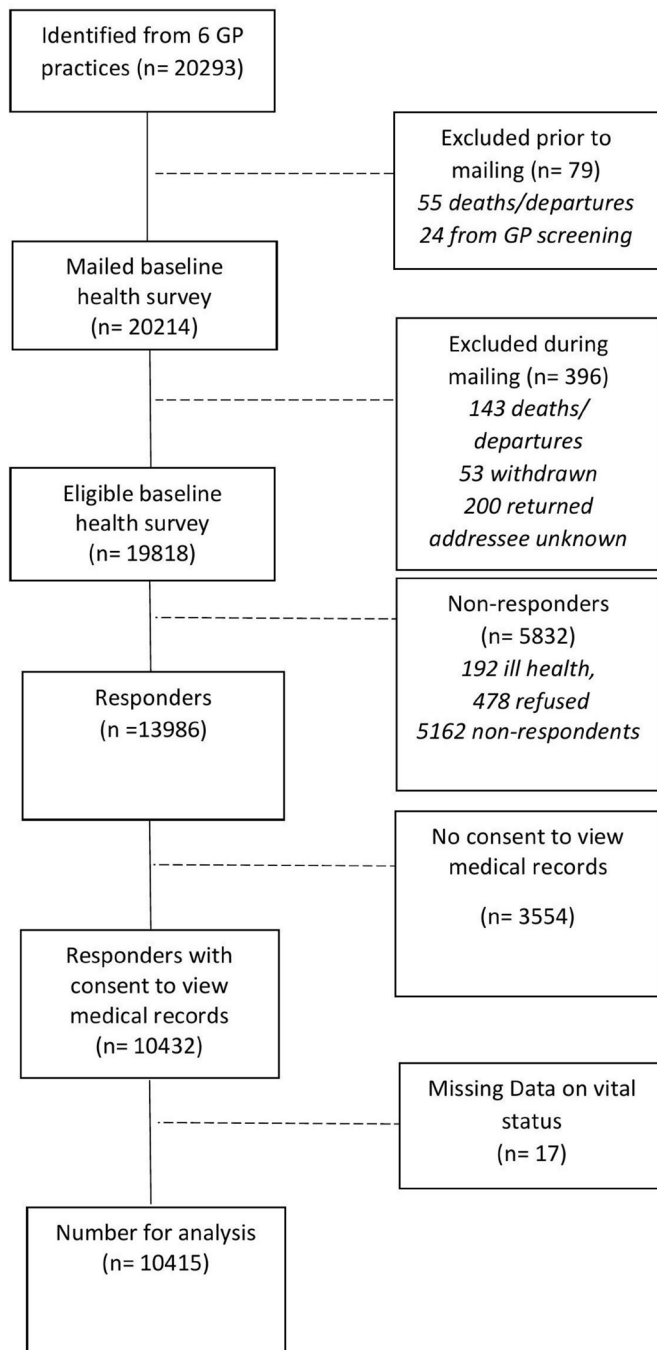 Identified from 6 GP
practices (n= 20293)
Excluded prior to
mailing (n= 79)
55 deaths/departures
24 from GP screening
Mailed baseline
health survey
(n= 20214)
Excluded during
mailing (n= 396)
143 deaths/
departures
53 withdrawn
200 returned
addressee unknown
Eligible baseline
health survey
(n= 19818)
Non-responders
(n= 5832)
192 ill health,
478 refused
5162 non-respondents
Responders
(n =13986)
No consent to view
medical records
(n= 3554)
Responders with
consent to view
medical records
(n= 10432)
Missing Data on vital
status
(n= 17)
Number for analysis
(n= 10415)